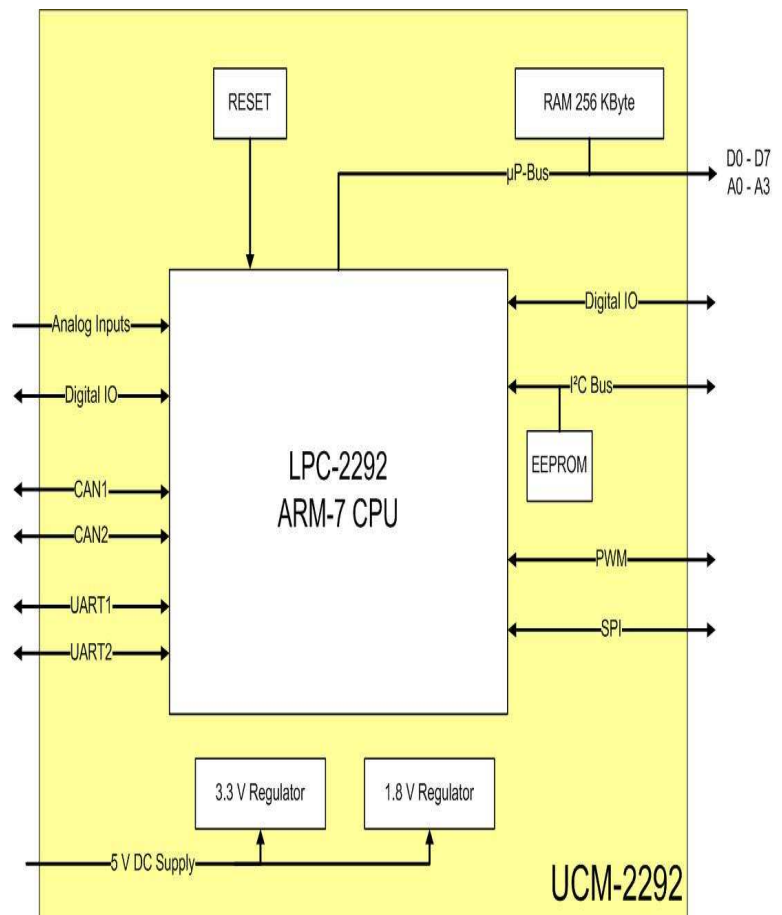 RESET
RAM 256 KByte
µP-Bus
D0 - D7
A0 - A3
Analog Inputs
Digital IO
Digital IO
I²C Bus
EEPROM
LPC-2292
ARM-7 CPU
CAN1
CAN2
PWM
UART1
SPI
UART2
3.3 V Regulator
1.8 V Regulator
5 V DC Supply
UCM-2292